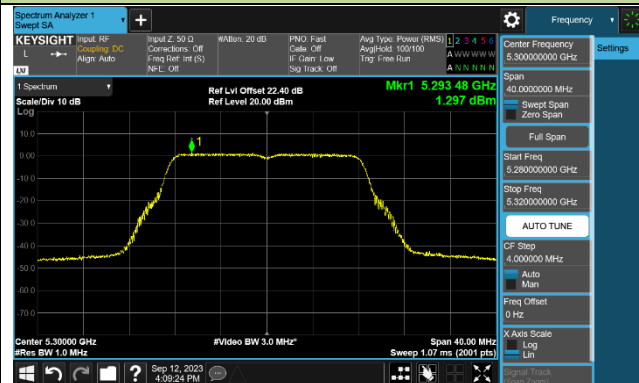 Spectrum Analyzer 1
Swept SA
Frequency
KEYSIGHT
L
LXI
Input: RF
Coupling: DC
Align: Auto
Input Z: 50 Ω
Corrections: Off
Freq Ref: Int (S)
NFE: Off
#Atten: 20 dB
PNO: Fast
Gate: Off
IF Gain: Low
Sig Track: Off
Avg Type: Power (RMS)
Avg|Hold: 100/100
Trig: Free Run
1 2 3 4 5 6
A W W W W W
A N N N N N
1 Spectrum
Scale/Div 10 dB
Log
Ref Lvl Offset 22.40 dB
Ref Level 20.00 dBm
Mkr1 5.293 48 GHz
1.297 dBm
1
10.0
0.00
-10.0
-20.0
-30.0
-40.0
-50.0
-60.0
-70.0
Center 5.30000 GHz
#Res BW 1.0 MHz
#Video BW 3.0 MHz*
Span 40.00 MHz
Sweep 1.07 ms (2001 pts)
Sep 12, 2023
4:09:24 PM
Center Frequency
5.300000000 GHz
Settings
Span
40.0000000 MHz
Swept Span
Zero Span
Full Span
Start Freq
5.280000000 GHz
Stop Freq
5.320000000 GHz
AUTO TUNE
CF Step
4.000000 MHz
Auto
Man
Freq Offset
0 Hz
X Axis Scale
Log
Lin
Signal Track
(Span Zoom)